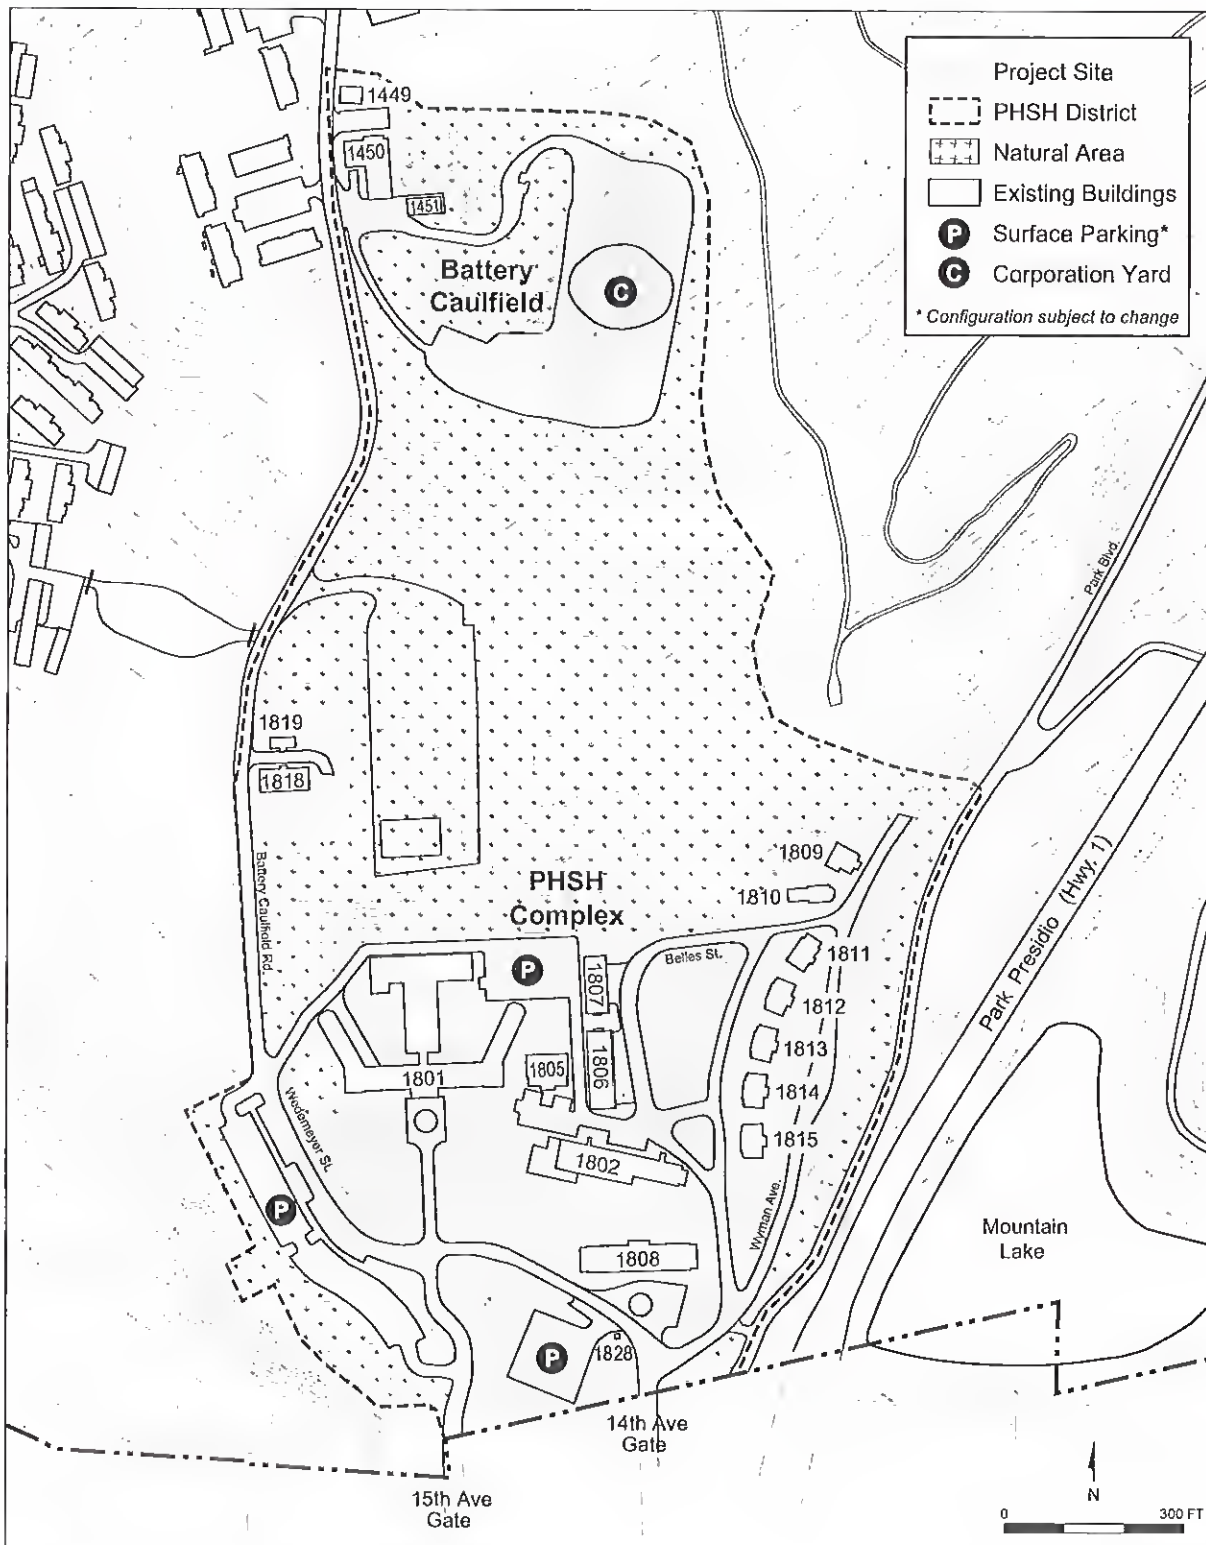 Project Site
PHSH District
Natural Area
Existing Buildings
P Surface Parking*
C Corporation Yard
* Configuration subject to change
1449
1450
1451
Battery
Caulfield
C
Park Blvd.
1819
1818
Battery Caulfield Rd.
PHSH
Complex
1809
1810
Park Presidio (Hwy. 1)
P
1807
Belles St.
1811
1812
1806
1813
1805
1801
1814
Wedemeyer St.
1815
1802
P
Wyman Ave.
Mountain
Lake
1808
P
1828
14th Ave
Gate
15th Ave
Gate
N
0 300 FT